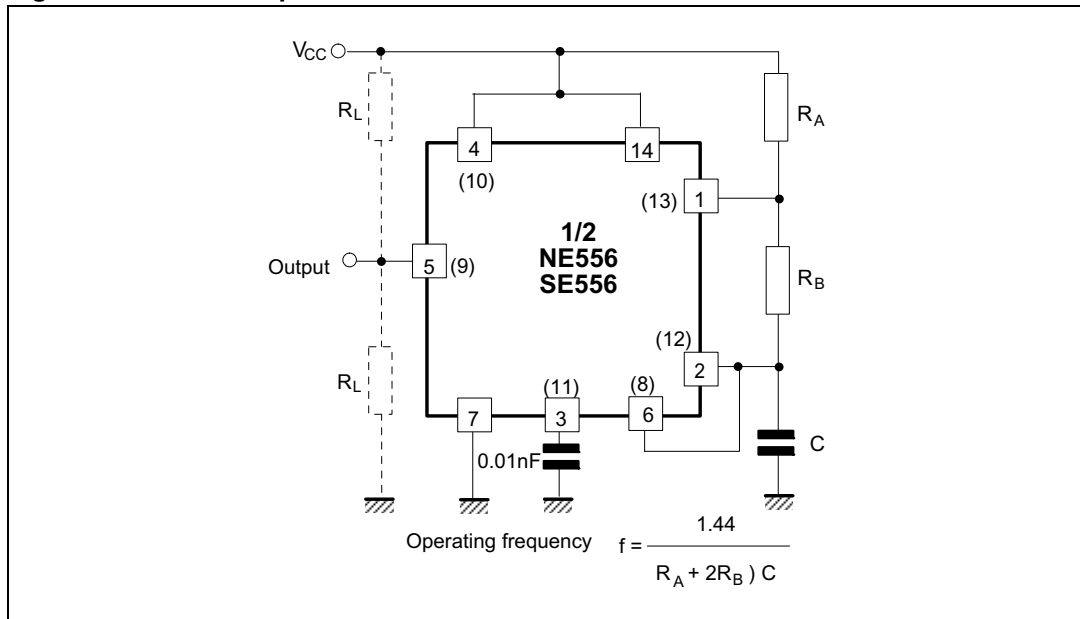 VCC
RL
RA
4
14
(10)
(13)
1
1/2
NE556
SE556
Output
5
(9)
RB
(12)
2
RL
(11)
(8)
7
3
6
0.01nF
C
Operating frequency f = 1.44
RA + 2RB ) C